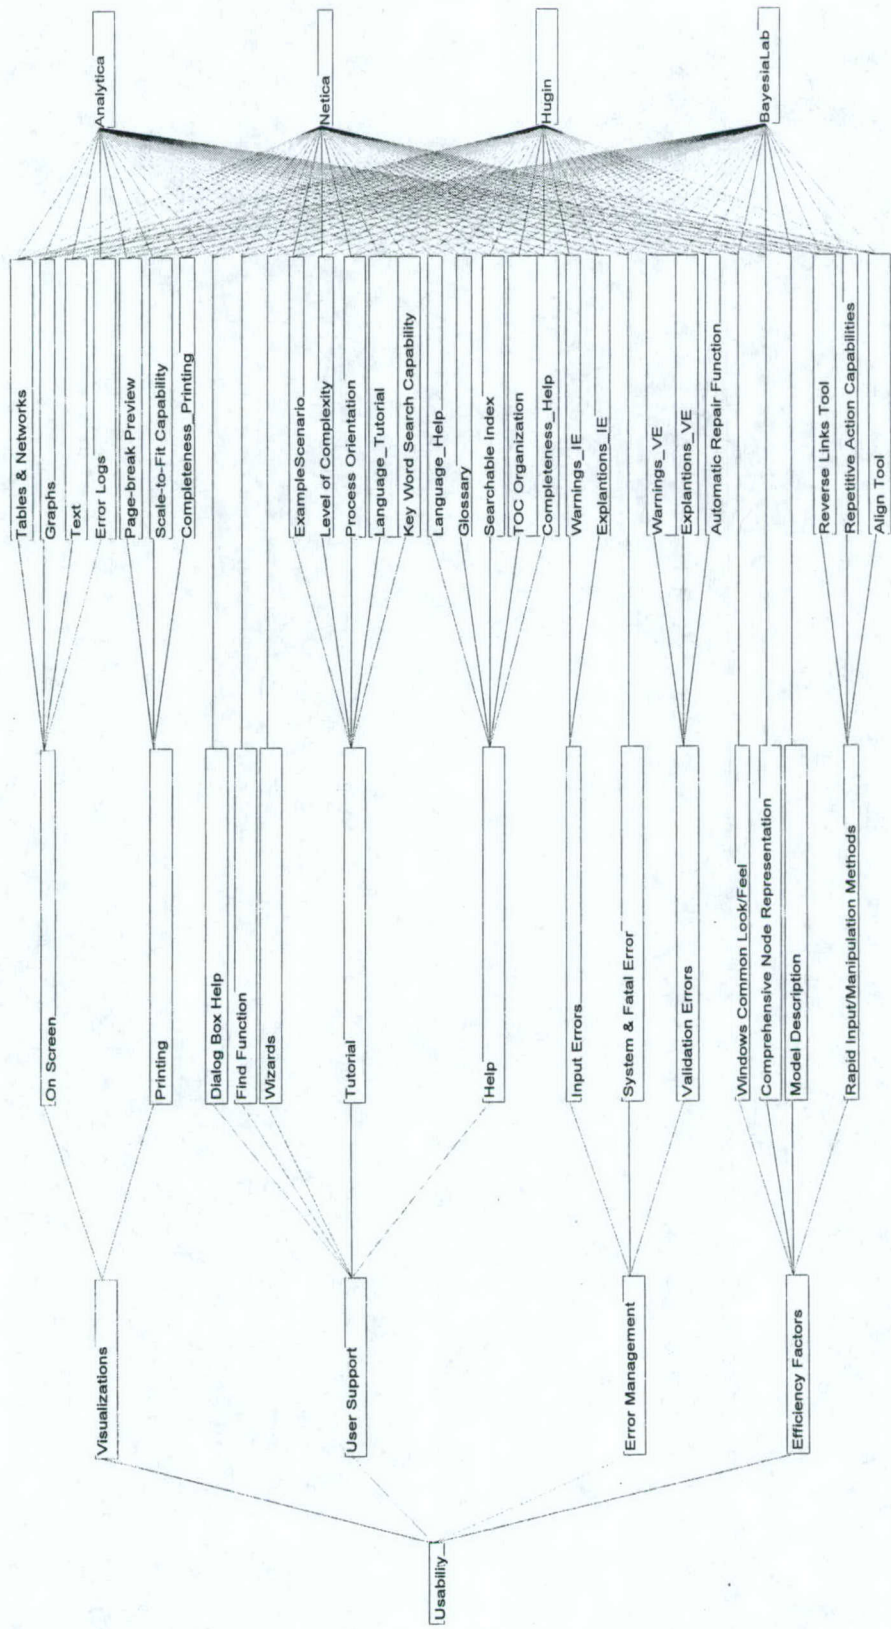 Usability
Visualizations
User Support
Error Management
Efficiency Factors
On Screen
Printing
Dialog Box Help
Find Function
Wizards
Tutorial
Help
Input Errors
System & Fatal Error
Validation Errors
Windows Common Look/Feel
Comprehensive Node Representation
Model Description
Rapid Input/Manipulation Methods
Tables & Networks
Graphs
Text
Error Logs
Page-break Preview
Scale-to-Fit Capability
Completeness_Printing
ExampleScenario
Level of Complexity
Process Orientation
Language_Tutorial
Key Word Search Capability
Language_Help
Glossary
Searchable Index
TOC Organization
Completeness_Help
Warnings_IE
Explantions_IE
Warnings_VE
Explantions_VE
Automatic Repair Function
Reverse Links Tool
Repetitive Action Capabilities
Align Tool
Analytica
Netica
Hugin
BayesiaLab